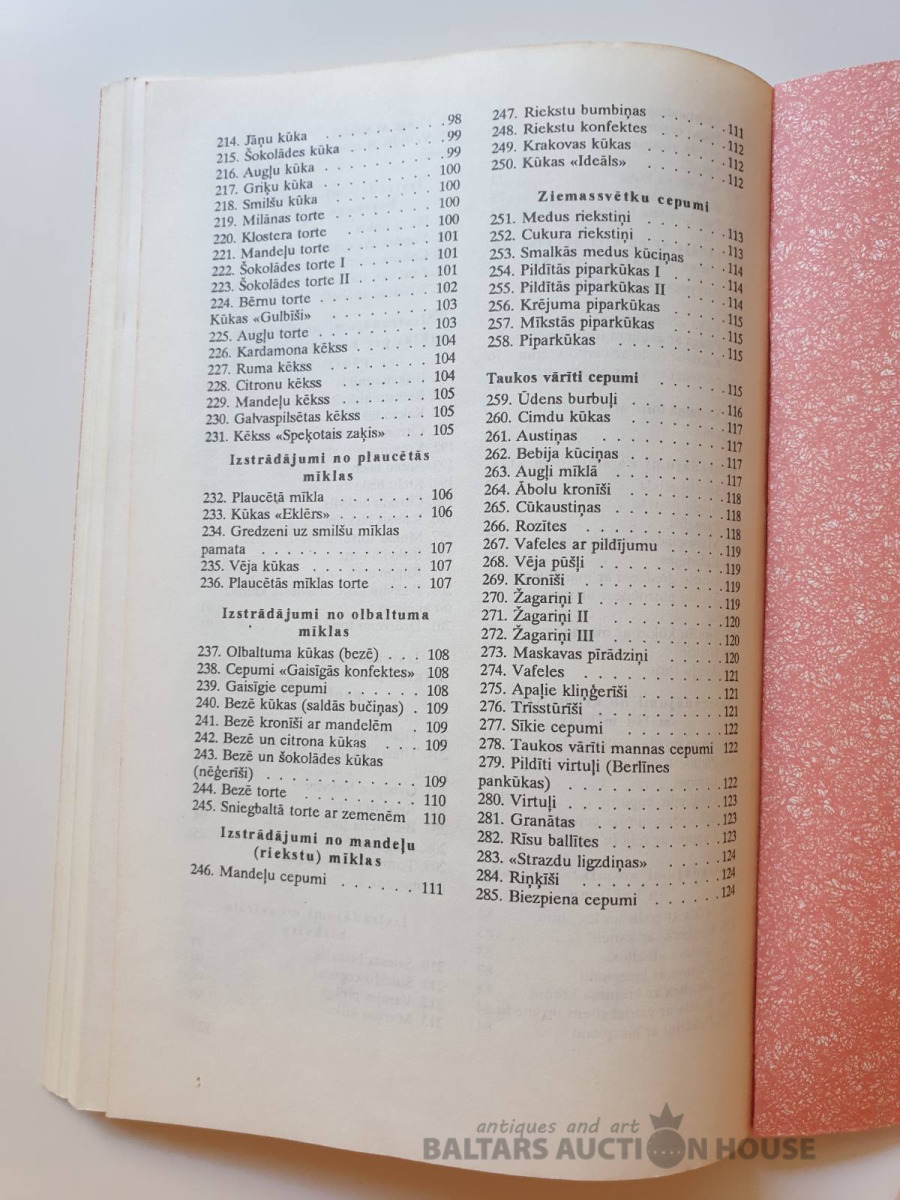 214. Jāņu kūka . . . . . . . . 98
215. Šokolādes kūka . . . . . . 99
216. Augļu kūka . . . . . . . . 99
217. Griķu kūka . . . . . . . . 100
218. Smilšu kūka . . . . . . . 100
219. Milānas torte . . . . . . 100
220. Klostera torte . . . . . . 100
221. Mandeļu torte . . . . . . 101
222. Šokolādes torte I . . . . 101
223. Šokolādes torte II . . . . 101
224. Bērnu torte . . . . . . . 102
Kūkas «Gulbīši» . . . . . . . 103
225. Augļu torte . . . . . . . 103
226. Kardamona kēkss . . . . . 104
227. Ruma kēkss . . . . . . . 104
228. Citronu kēkss . . . . . . 104
229. Mandeļu kēkss . . . . . . 105
230. Galvaspilsētas kēkss . . . 105
231. Kēkss «Speķotais zaķis» . . 105
Izstrādājumi no plaucētās
mīklas
232. Plaucētā mīkla . . . . . . 106
233. Kūkas «Eklērs» . . . . . . 106
234. Gredzeni uz smilšu mīklas
pamata . . . . . . . . . . 107
235. Vēja kūkas . . . . . . . 107
236. Plaucētās mīklas torte . . . 107
Izstrādājumi no olbaltuma
mīklas
237. Olbaltuma kūkas (bezē) . . . 108
238. Cepumi «Gaisīgās konfektes» 108
239. Gaisīgie cepumi . . . . . . 108
240. Bezē kūkas (saldās bučiņas) . 109
241. Bezē kronīši ar mandelēm . 109
242. Bezē un citrona kūkas . . . 109
243. Bezē un šokolādes kūkas
(nēģerīši) . . . . . . . . . 109
244. Bezē torte . . . . . . . . 110
245. Sniegbaltā torte ar zemenēm 110
Izstrādājumi no mandeļu
(riekstu) mīklas
246. Mandeļu cepumi . . . . . . 111
247. Riekstu bumbiņas . . . . . 111
248. Riekstu konfektes . . . . . 112
249. Krakovas kūkas . . . . . . 112
250. Kūkas «Ideāls» . . . . . . 112
Ziemassvētku cepumi
251. Medus riekstiņi . . . . . . 113
252. Cukura riekstiņi . . . . . 113
253. Smalkās medus kūciņas . . . 114
254. Pildītās piparkūkas I . . . 114
255. Pildītās piparkūkas II . . . 114
256. Krējuma piparkūkas . . . . 115
257. Mīkstās piparkūkas . . . . 115
258. Piparkūkas . . . . . . . 115
Taukos vārīti cepumi . . . . . 115
259. Ūdens burbuļi . . . . . . 116
260. Cimdu kūkas . . . . . . . 117
261. Austiņas . . . . . . . . 117
262. Bebija kūciņas . . . . . . 117
263. Augļi mīklā . . . . . . . 117
264. Ābolu kronīši . . . . . . 118
265. Cūkaustiņas . . . . . . . 118
266. Rozītes . . . . . . . . . 118
267. Vafeles ar pildījumu . . . . 119
268. Vēja pūšļi . . . . . . . . 119
269. Kronīši . . . . . . . . . 119
270. Žagariņi I . . . . . . . . 119
271. Žagariņi II . . . . . . . 120
272. Žagariņi III . . . . . . . 120
273. Maskavas pīrādziņi . . . . 120
274. Vafeles . . . . . . . . . 121
275. Apaļie kliņģerīši . . . . . 121
276. Trīsstūrīši . . . . . . . . 121
277. Sīkie cepumi . . . . . . . 122
278. Taukos vārīti mannas cepumi 122
279. Pildīti virtuļi (Berlīnes
pankūkas) . . . . . . . . . 122
280. Virtuļi . . . . . . . . . 123
281. Granātas . . . . . . . . 123
282. Rīsu ballītes . . . . . . . 123
283. «Strazdu ligzdiņas» . . . . 124
284. Riņķīši . . . . . . . . . 124
285. Biezpiena cepumi . . . . . 124
antiques and art
BALTARS AUCTION HOUSE